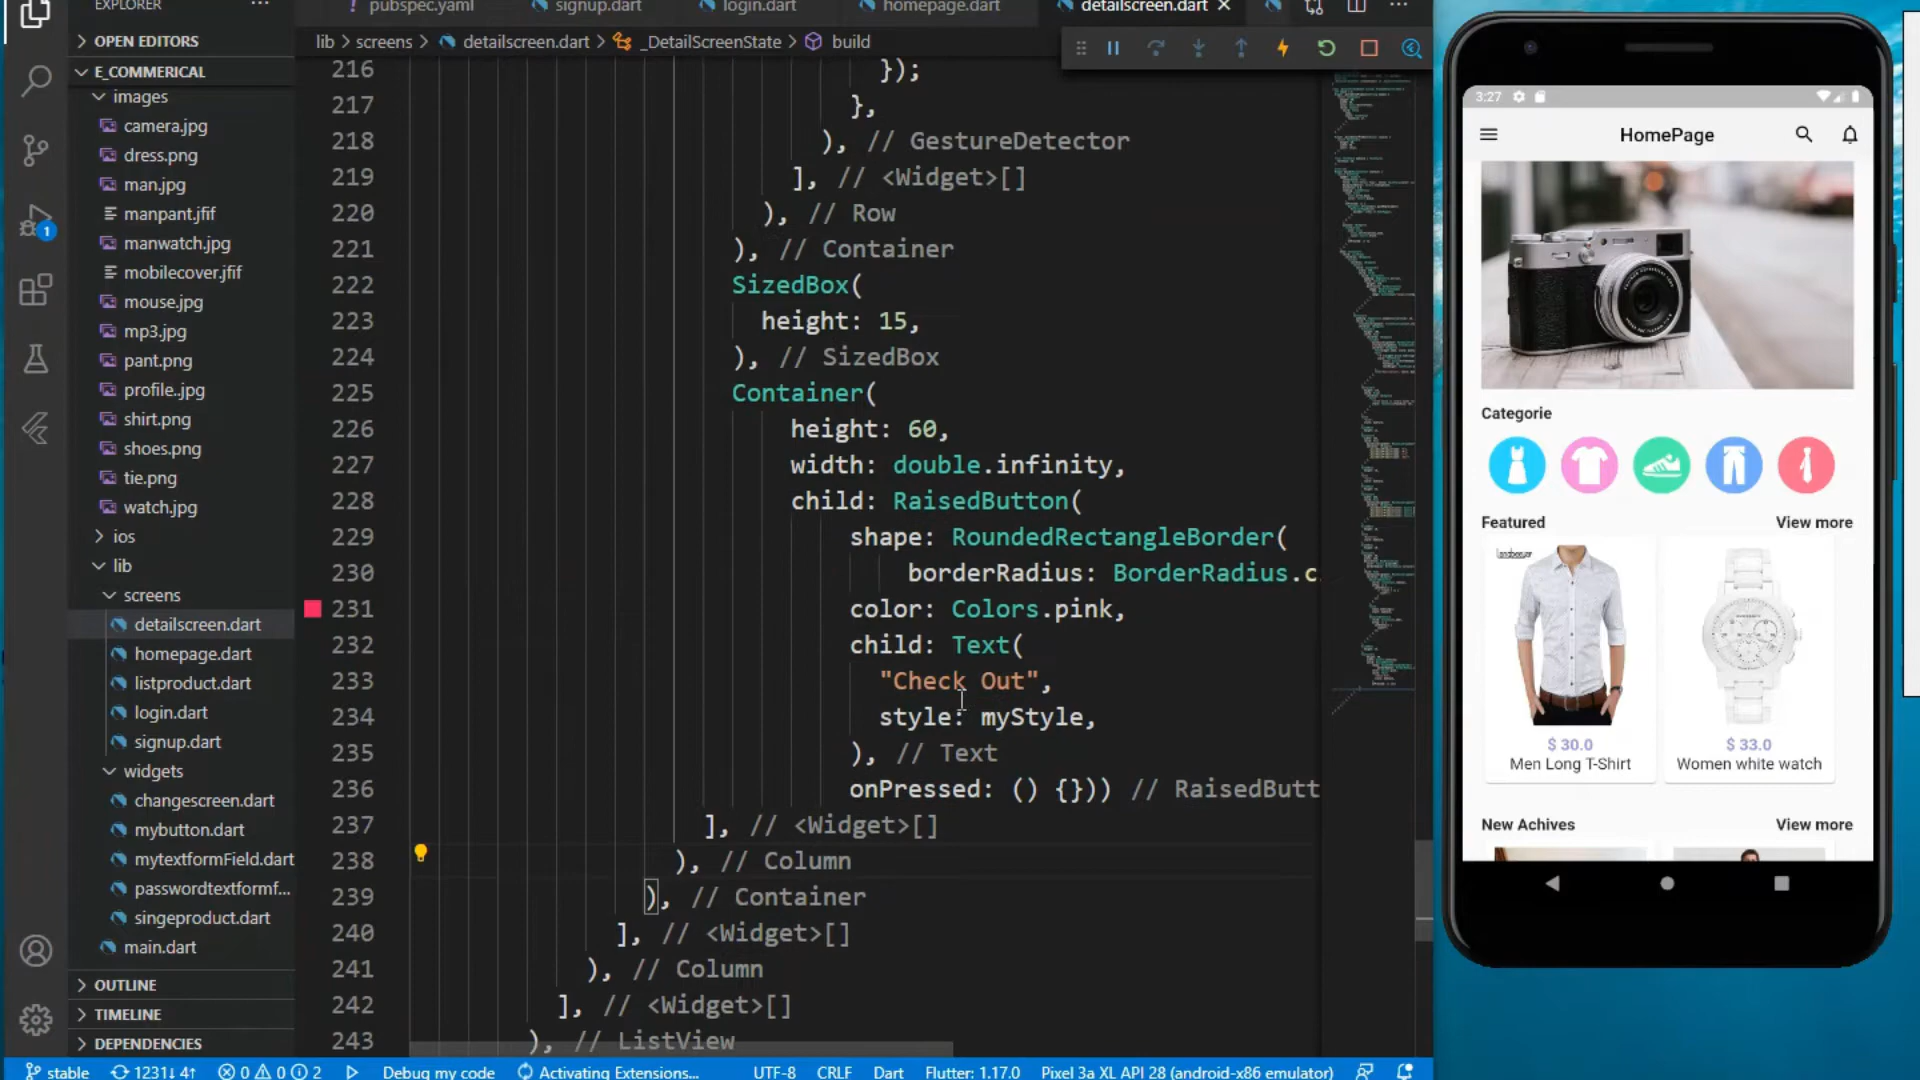 EXPLORER
...
pubspec.yaml
signup.dart
login.dart
homepage.dart
detailscreen.dart
...
OPEN EDITORS
E_COMMERICAL
images
camera.jpg
dress.png
man.jpg
manpant.jfif
manwatch.jpg
mobilecover.jfif
mouse.jpg
mp3.jpg
pant.png
profile..jpg
shirt.png
shoes.png
tie.png
watch.jpg
ios
lib
screens
detailscreen.dart
homepage.dart
listproduct.dart
login.dart
signup.dart
widgets
changescreen.dart
mybutton.dart
mytextformField.dart
passwordtextformf...
singeproduct.dart
main.dart
OUTLINE
TIMELINE
DEPENDENCIES
1
lib > screens > detailscreen.dart > _DetailScreenState > build
216 });
217 },
218 ), // GestureDetector
219 ], // <Widget>[]
220 ), // Row
221 ), // Container
222 SizedBox(
223 height: 15,
224 ), // SizedBox
225 Container(
226 height: 60,
227 width: double.infinity,
228 child: RaisedButton(
229 shape: RoundedRectangleBorder(
230 borderRadius: BorderRadius.c
231 color: Colors.pink,
232 child: Text(
233 "Check Out",
234 style: myStyle,
235 ), // Text
236 onPressed: () {})) // RaisedButt
237 ], // <Widget>[]
238 ), // Column
239 ), // Container
240 ], // <Widget>[]
241 ), // Column
242 ], // <Widget>[]
243 ), // ListView
stable 1231↓ 4↑ 0 0 2 Debug my code Activating Extensions... UTF-8 CRLF Dart Flutter: 1.17.0 Pixel 3a XL API 28 (android-x86 emulator)
3:27
HomePage
Categorie
Featured View more
$ 30.0
Men Long T-Shirt
$ 33.0
Women white watch
New Achives View more